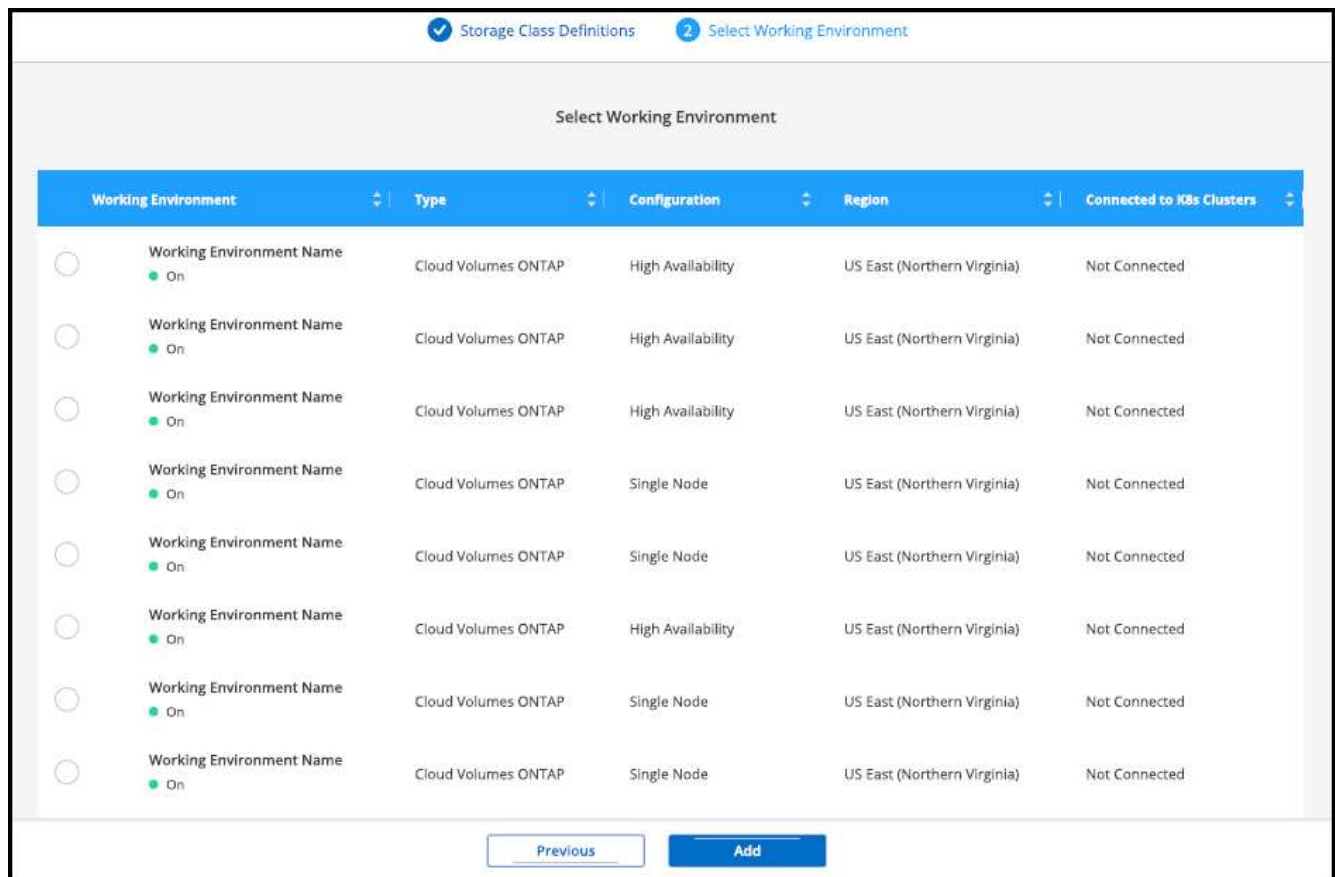 Storage Class Definitions 2 Select Working Environment
Select Working Environment
Working Environment Type Configuration Region Connected to K8s Clusters
Working Environment Name
On Cloud Volumes ONTAP High Availability US East (Northern Virginia) Not Connected
Working Environment Name
On Cloud Volumes ONTAP High Availability US East (Northern Virginia) Not Connected
Working Environment Name
On Cloud Volumes ONTAP High Availability US East (Northern Virginia) Not Connected
Working Environment Name
On Cloud Volumes ONTAP Single Node US East (Northern Virginia) Not Connected
Working Environment Name
On Cloud Volumes ONTAP Single Node US East (Northern Virginia) Not Connected
Working Environment Name
On Cloud Volumes ONTAP High Availability US East (Northern Virginia) Not Connected
Working Environment Name
On Cloud Volumes ONTAP Single Node US East (Northern Virginia) Not Connected
Working Environment Name
On Cloud Volumes ONTAP Single Node US East (Northern Virginia) Not Connected
Previous Add